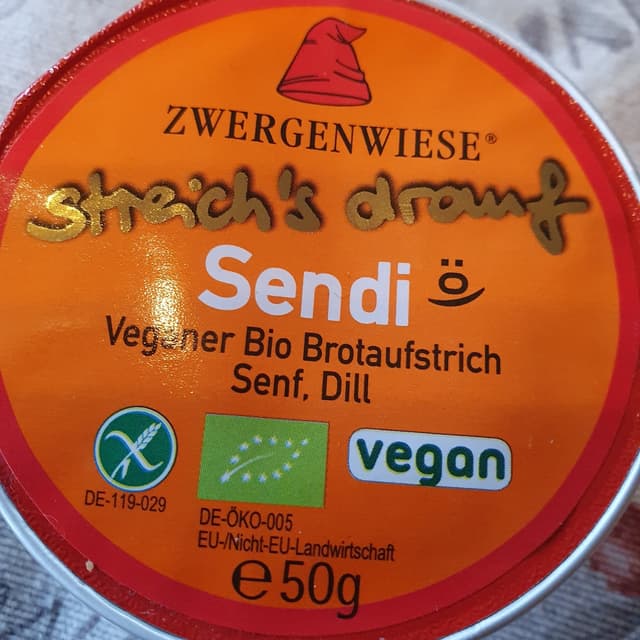 ZWERGENWIESE®
streich's drauf
Sendi ö
Veganer Bio Brotaufstrich
Senf, Dill
vegan
DE-119-029
DE-ÖKO-005
EU-/Nicht-EU-Landwirtschaft
℮50g